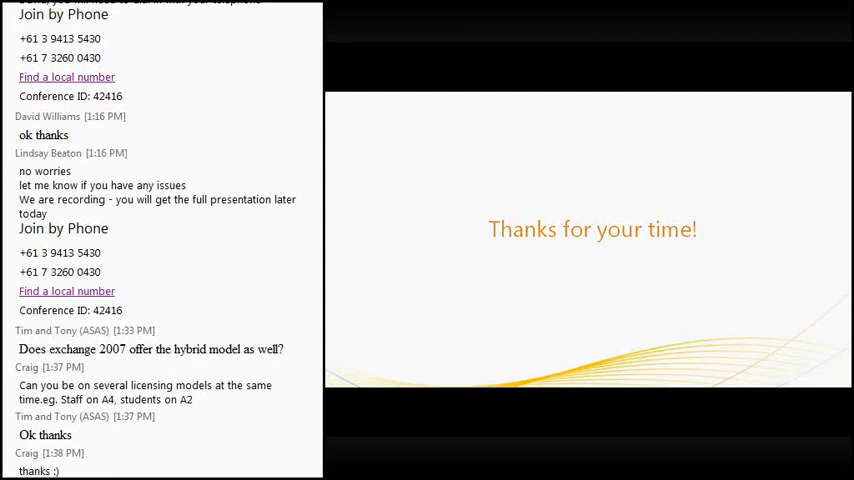 Join by Phone
+61 3 9413 5430
+61 7 3260 0430
Find a local number
Conference ID: 42416
David Williams [1:16 PM]
ok thanks
Lindsay Beaton [1:16 PM]
no worries
let me know if you have any issues
We are recording - you will get the full presentation later
today
Join by Phone
+61 3 9413 5430
+61 7 3260 0430
Find a local number
Conference ID: 42416
Tim and Tony (ASAS) [1:33 PM]
Does exchange 2007 offer the hybrid model as well?
Craig [1:37 PM]
Can you be on several licensing models at the same
time.eg. Staff on A4, students on A2
Tim and Tony (ASAS) [1:37 PM]
Ok thanks
Craig [1:38 PM]
thanks :)
Thanks for your time!